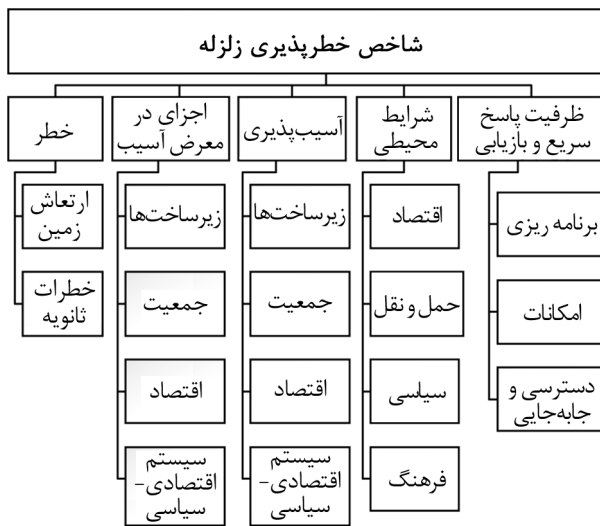 شاخص خطرپذیری زلزله
ظرفیت پاسخ
سریع و بازیابی
برنامه ریزی
امکانات
دسترسی و
جابه‌جایی
شرایط
محیطی
اقتصاد
حمل و نقل
سیاسی
فرهنگ
آسیب‌پذیری
زیرساخت‌ها
جمعیت
اقتصاد
سیستم
اقتصادی-
سیاسی
اجزای در
معرض آسیب
زیرساخت‌ها
جمعیت
اقتصاد
سیستم
اقتصادی-
سیاسی
خطر
ارتعاش
زمین
خطرات
ثانویه